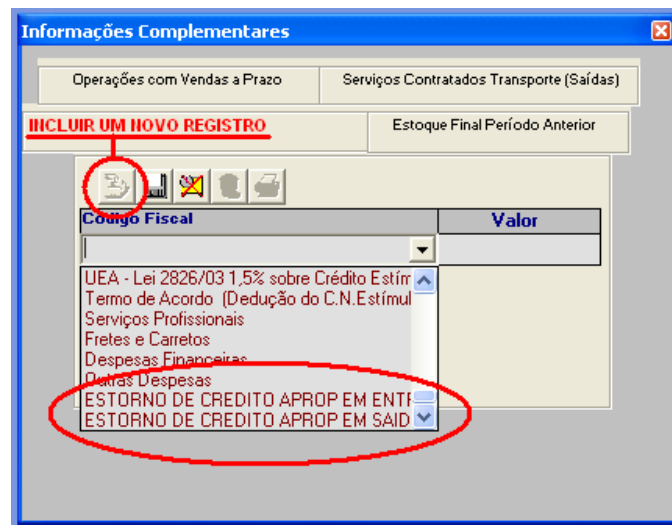 Informações Complementares
Operações com Vendas a Prazo
Serviços Contratados Transporte (Saídas)
INCLUIR UM NOVO REGISTRO
Estoque Final Período Anterior
Código Fiscal
Valor
UEA - Lei 2826/03 1,5% sobre Crédito Estím
Termo de Acordo (Dedução do C.N.Estímul
Serviços Profissionais
Fretes e Carretos
Despesas Financeiras
Outras Despesas
ESTORNO DE CREDITO APROP EM ENTR
ESTORNO DE CREDITO APROP EM SAID